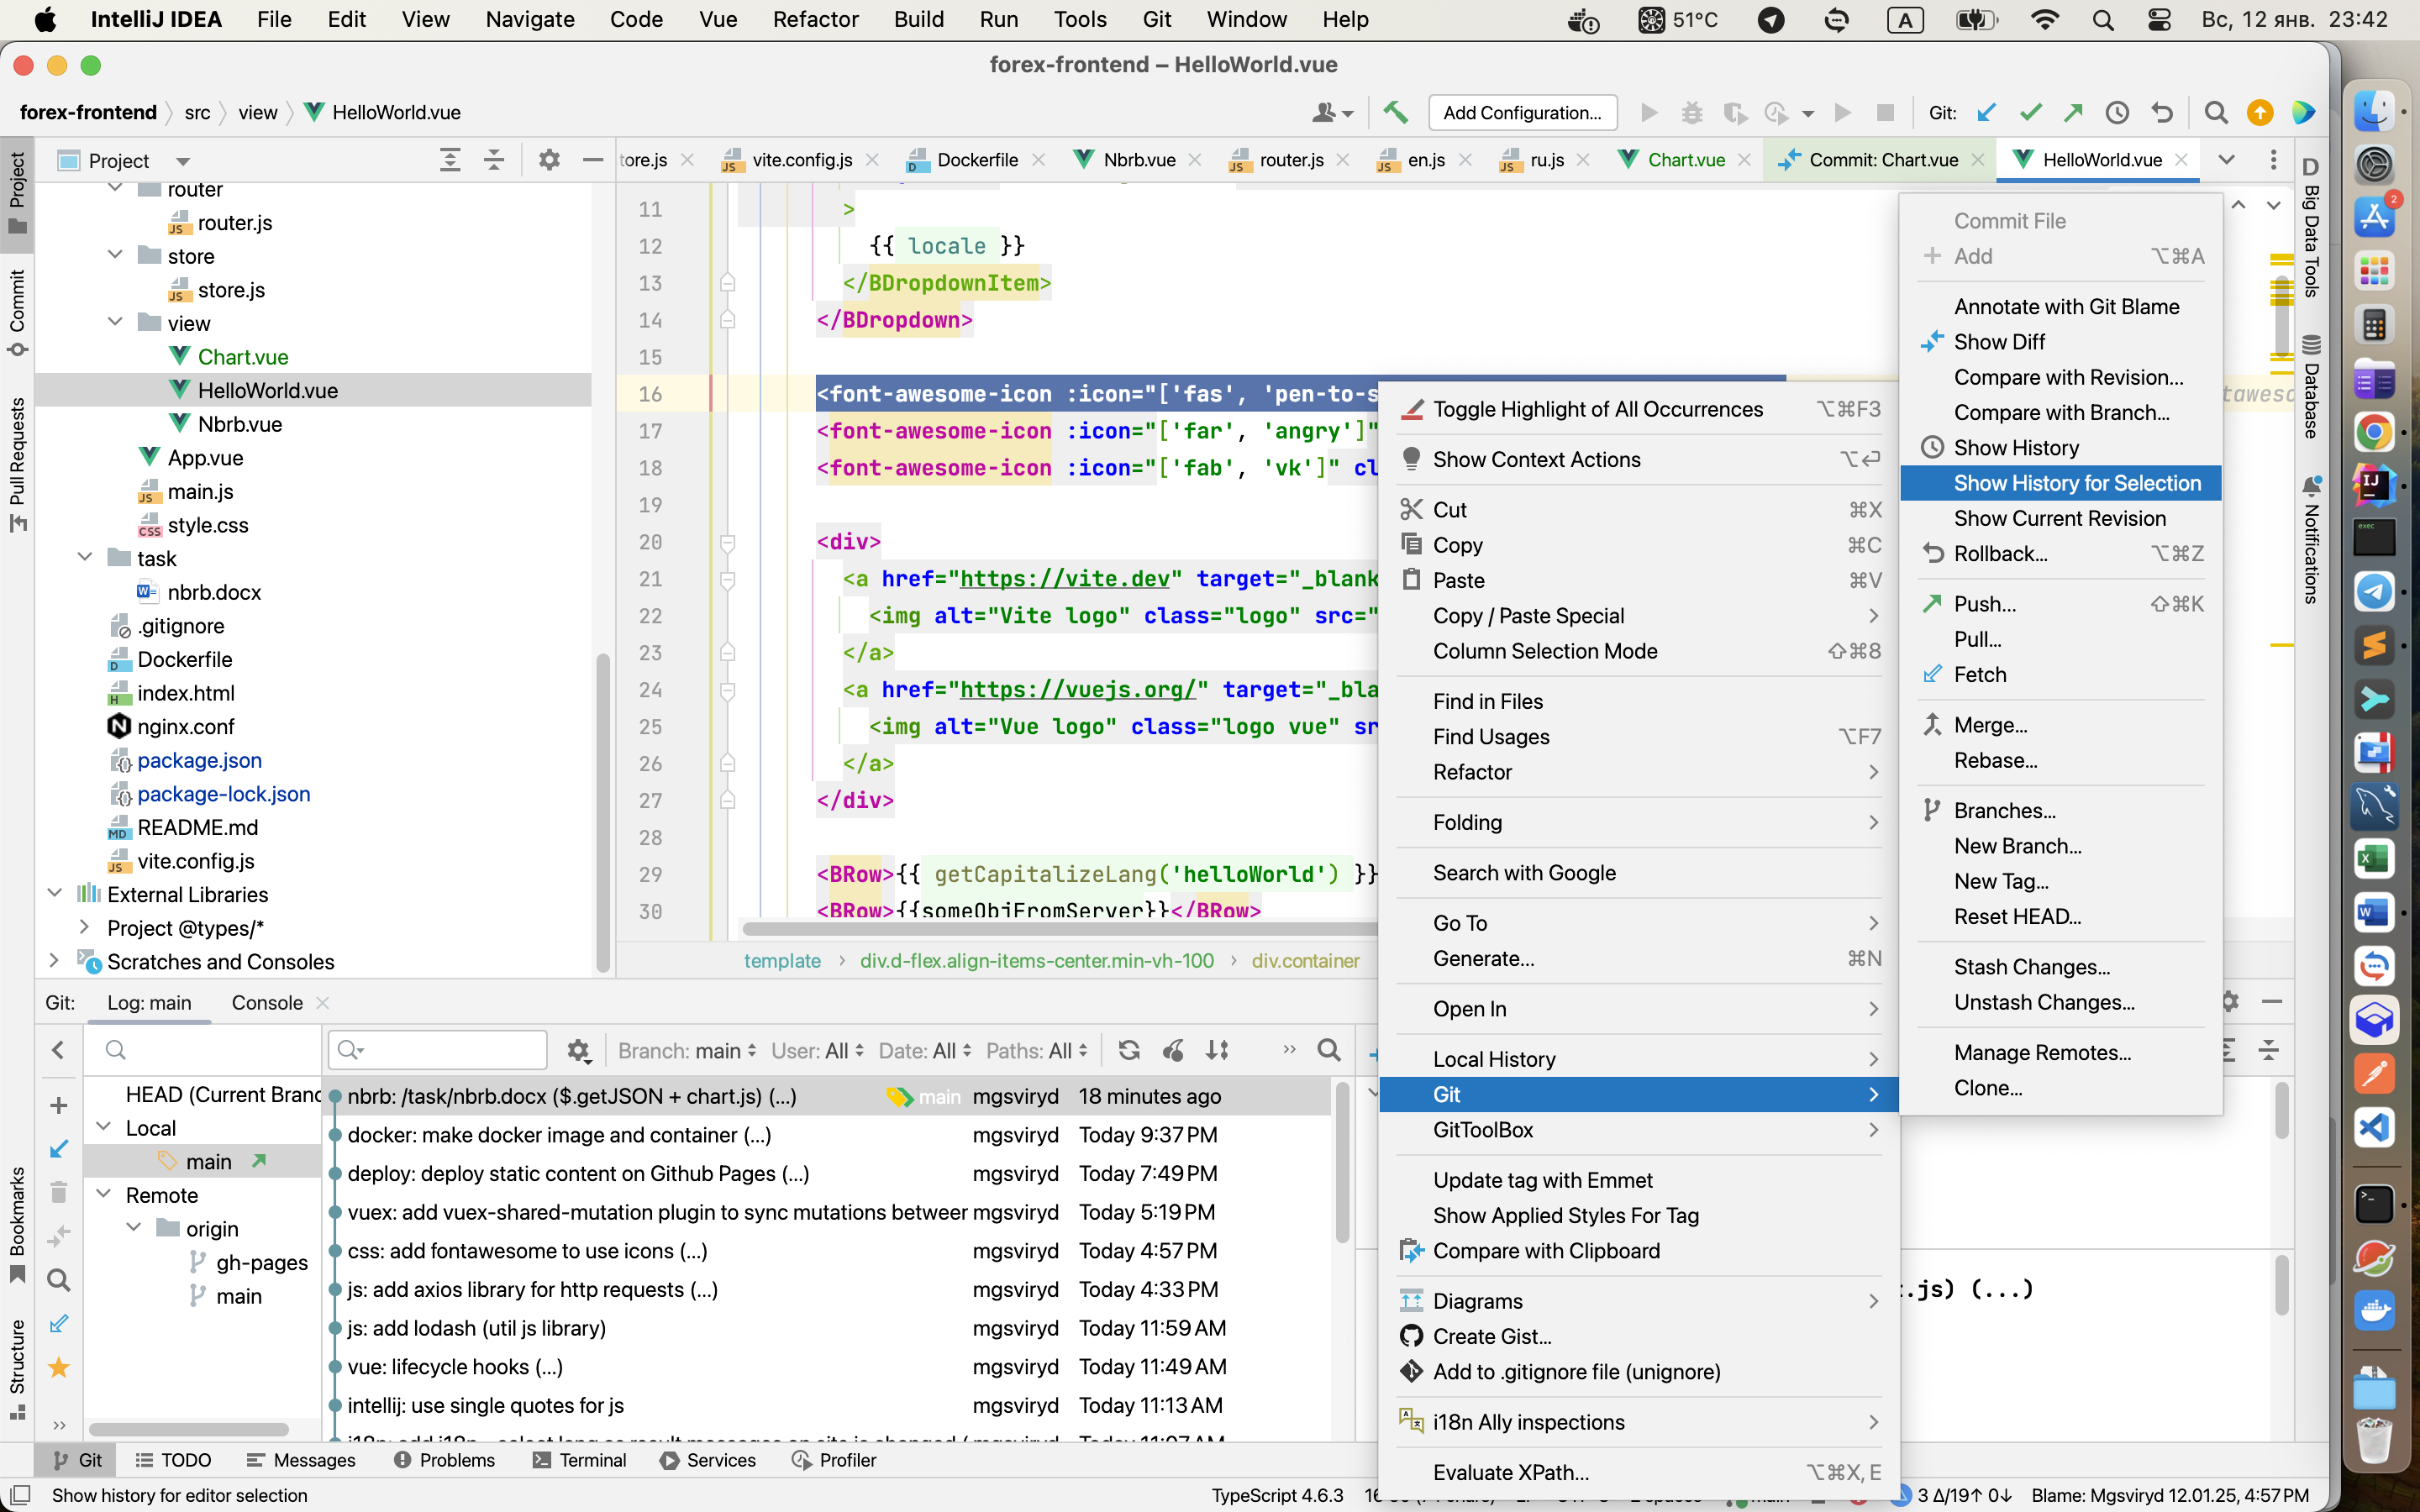 IntelliJ IDEA File Edit View Navigate Code Vue Refactor Build Run Tools Git Window Help 51°C A Вс, 12 янв. 23:42
forex-frontend – HelloWorld.vue
forex-frontend src view HelloWorld.vue Add Configuration... Git:
Project tore.js vite.config.js Dockerfile Nbrb.vue router.js en.js ru.js Chart.vue Commit: Chart.vue HelloWorld.vue
Project
Commit
Pull Requests
Bookmarks
Structure
router
router.js
store
store.js
view
Chart.vue
HelloWorld.vue
Nbrb.vue
App.vue
main.js
style.css
task
nbrb.docx
.gitignore
Dockerfile
index.html
nginx.conf
package.json
package-lock.json
README.md
vite.config.js
External Libraries
Project @types/*
Scratches and Consoles
11 >
12 {{ locale }}
13 </BDropdownItem>
14 </BDropdown>
15
16 <font-awesome-icon :icon="['fas', 'pen-to-s
17 <font-awesome-icon :icon="['far', 'angry']"
18 <font-awesome-icon :icon="['fab', 'vk']" cl
19
20 <div>
21 <a href="https://vite.dev" target="_blank
22 <img alt="Vite logo" class="logo" src="
23 </a>
24 <a href="https://vuejs.org/" target="_bla
25 <img alt="Vue logo" class="logo vue" sr
26 </a>
27 </div>
28
29 <BRow>{{ getCapitalizeLang('helloWorld') }}
30 <BRow>{{someObjFromServer}}</BRow>
template div.d-flex.align-items-center.min-vh-100 div.container
Toggle Highlight of All Occurrences ⌥⌘F3
Show Context Actions ⌥⏎
Cut ⌘X
Copy ⌘C
Paste ⌘V
Copy / Paste Special
Column Selection Mode ⇧⌘8
Find in Files
Find Usages ⌥F7
Refactor
Folding
Search with Google
Go To
Generate... ⌘N
Open In
Local History
Git
GitToolBox
Update tag with Emmet
Show Applied Styles For Tag
Compare with Clipboard
Diagrams
Create Gist...
Add to .gitignore file (unignore)
i18n Ally inspections
Evaluate XPath... ⌥⌘X, E
Commit File
Add ⌥⌘A
Annotate with Git Blame
Show Diff
Compare with Revision...
Compare with Branch...
Show History
Show History for Selection
Show Current Revision
Rollback... ⌥⌘Z
Push... ⇧⌘K
Pull...
Fetch
Merge...
Rebase...
Branches...
New Branch...
New Tag...
Reset HEAD...
Stash Changes...
Unstash Changes...
Manage Remotes...
Clone...
tawesc
D
Big Data Tools
Database
Notifications
2
exec
Git: Log: main Console
Branch: main User: All Date: All Paths: All
HEAD (Current Branc
Local
main
Remote
origin
gh-pages
main
nbrb: /task/nbrb.docx ($.getJSON + chart.js) (...) main mgsviryd 18 minutes ago
docker: make docker image and container (...) mgsviryd Today 9:37 PM
deploy: deploy static content on Github Pages (...) mgsviryd Today 7:49 PM
vuex: add vuex-shared-mutation plugin to sync mutations betweer mgsviryd Today 5:19 PM
css: add fontawesome to use icons (...) mgsviryd Today 4:57 PM
js: add axios library for http requests (...) mgsviryd Today 4:33 PM
js: add lodash (util js library) mgsviryd Today 11:59 AM
vue: lifecycle hooks (...) mgsviryd Today 11:49 AM
intellij: use single quotes for js mgsviryd Today 11:13 AM
.js) (...)
Git TODO Messages Problems Terminal Services Profiler
Show history for editor selection TypeScript 4.6.3 3 Δ/19↑ 0↓ Blame: Mgsviryd 12.01.25, 4:57 PM